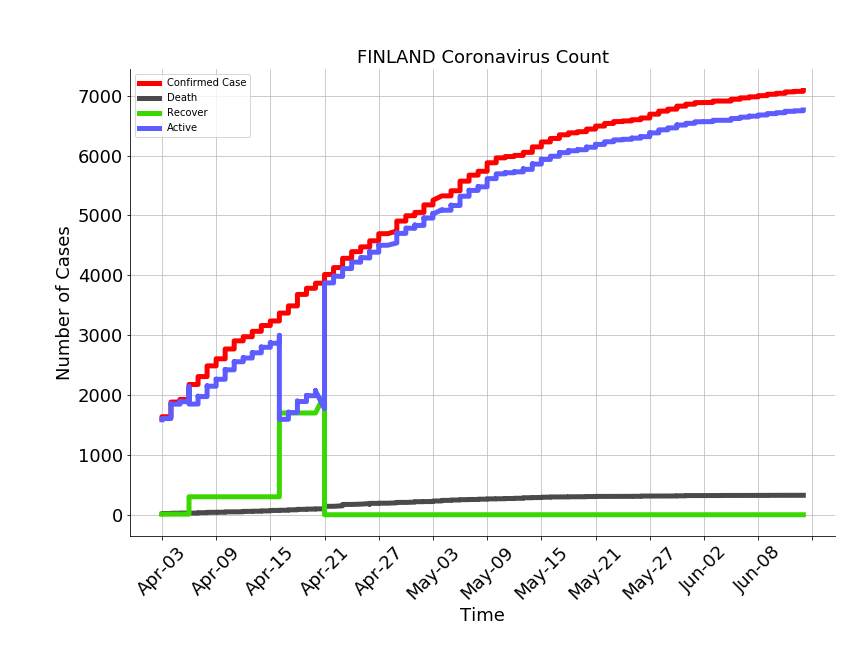 FINLAND Coronavirus Count
Confirmed Case
Death
Recover
Active
Number of Cases
7000
6000
5000
4000
3000
2000
1000
0
Apr-03
Apr-09
Apr-15
Apr-21
Apr-27
May-03
May-09
May-15
May-21
May-27
Jun-02
Jun-08
Time